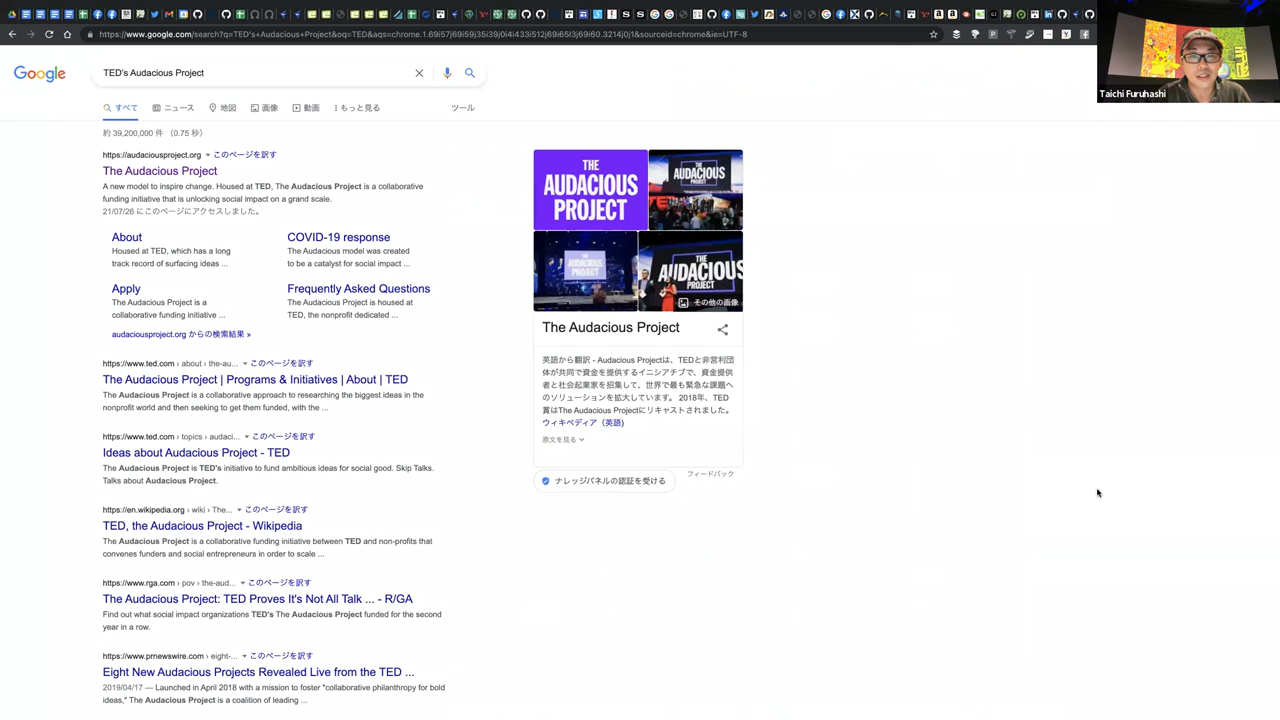 https://www.google.com/search?q=TED's+Audacious+Project&oq=TED&aqs=chrome.1.69i57j69i59j35i39j0i4i433i512j69i65l3j69i60.3214j0j1&sourceid=chrome&ie=UTF-8
Taichi Furuhashi
Google
TED's Audacious Project
すべて ニュース 地図 画像 動画 もっと見る ツール
約 39,200,000 件 （0.75 秒）
https://audaciousproject.org このページを訳す
The Audacious Project
A new model to inspire change. Housed at TED, The Audacious Project is a collaborative
funding initiative that is unlocking social impact on a grand scale.
21/07/26 にこのページにアクセスしました。
About
Housed at TED, which has a long
track record of surfacing ideas ...
COVID-19 response
The Audacious model was created
to be a catalyst for social impact ...
Apply
The Audacious Project is a
collaborative funding initiative ...
Frequently Asked Questions
The Audacious Project is housed at
TED, the nonprofit dedicated ...
audaciousproject.org からの検索結果 »
https://www.ted.com › about › the-au... このページを訳す
The Audacious Project | Programs & Initiatives | About | TED
The Audacious Project is a collaborative approach to researching the biggest ideas in the
nonprofit world and then seeking to get them funded, with the ...
https://www.ted.com › topics › audaci... このページを訳す
Ideas about Audacious Project - TED
The Audacious Project is TED's initiative to fund ambitious ideas for social good. Skip Talks.
Talks about Audacious Project.
https://en.wikipedia.org › wiki › The... このページを訳す
TED, the Audacious Project - Wikipedia
The Audacious Project is a collaborative funding initiative between TED and non-profits that
convenes funders and social entrepreneurs in order to scale ...
https://www.rga.com › pov › the-aud... このページを訳す
The Audacious Project: TED Proves It's Not All Talk ... - R/GA
Find out what social impact organizations TED's The Audacious Project funded for the second
year in a row.
https://www.prnewswire.com › eight-... このページを訳す
Eight New Audacious Projects Revealed Live from the TED ...
2019/04/17 — Launched in April 2018 with a mission to foster "collaborative philanthropy for bold
ideas," The Audacious Project is a coalition of leading ...
THE
AUDACIOUS
PROJECT
THE
AUDACIOUS
PROJECT
AUDACIOUS
PROJECT
THE
AUDACIOUS
PROJECT
その他の画像
The Audacious Project
英語から翻訳 - Audacious Projectは、TEDと非営利団
体が共同で資金を提供するイニシアチブで、資金提供
者と社会起業家を招集して、世界で最も緊急な課題へ
のソリューションを拡大しています。 2018年、TED
賞はThe Audacious Projectにリキャストされました。
ウィキペディア（英語)
原文を見る
フィードバック
ナレッジパネルの認証を受ける